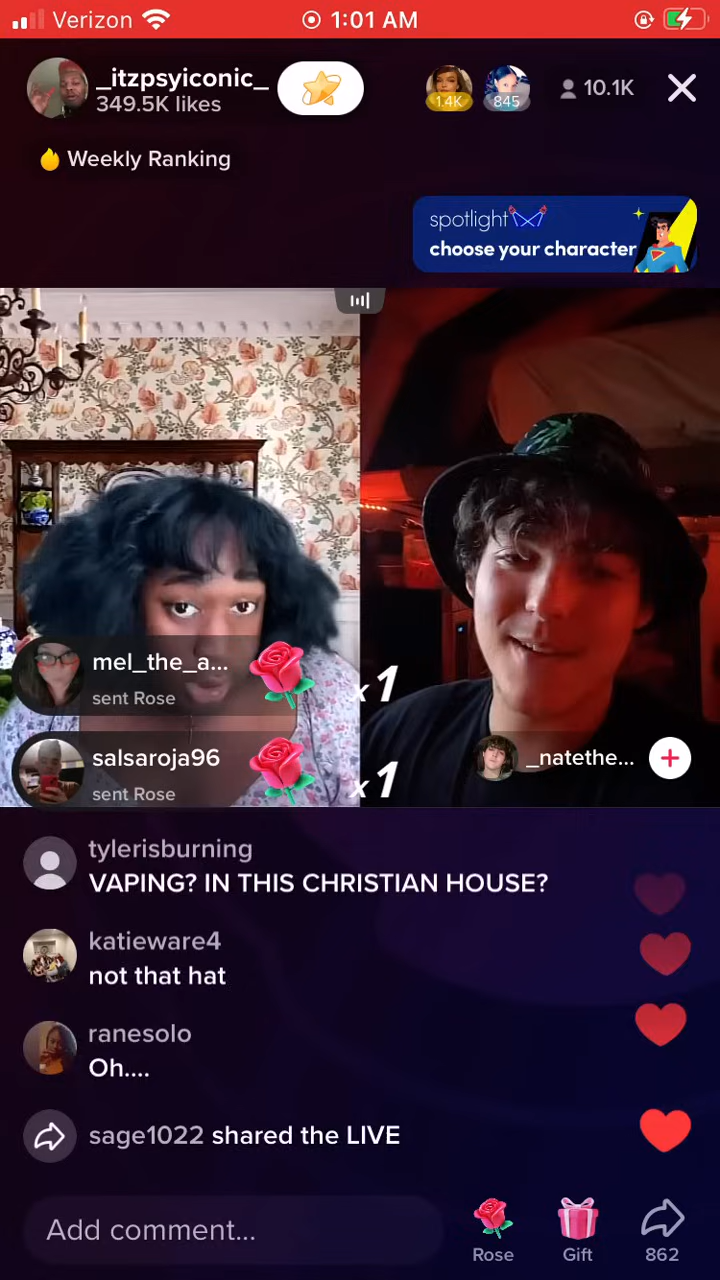 Verizon 1:01 AM
_itzpsyiconic_
349.5K likes
1.4K
845
10.1K
Weekly Ranking
spotlight
choose your character
mel_the_a...
sent Rose
x1
salsaroja96
sent Rose
x1
_natethe...
tylerisburning
VAPING? IN THIS CHRISTIAN HOUSE?
katieware4
not that hat
ranesolo
Oh....
sage1022 shared the LIVE
Add comment...
Rose
Gift
862